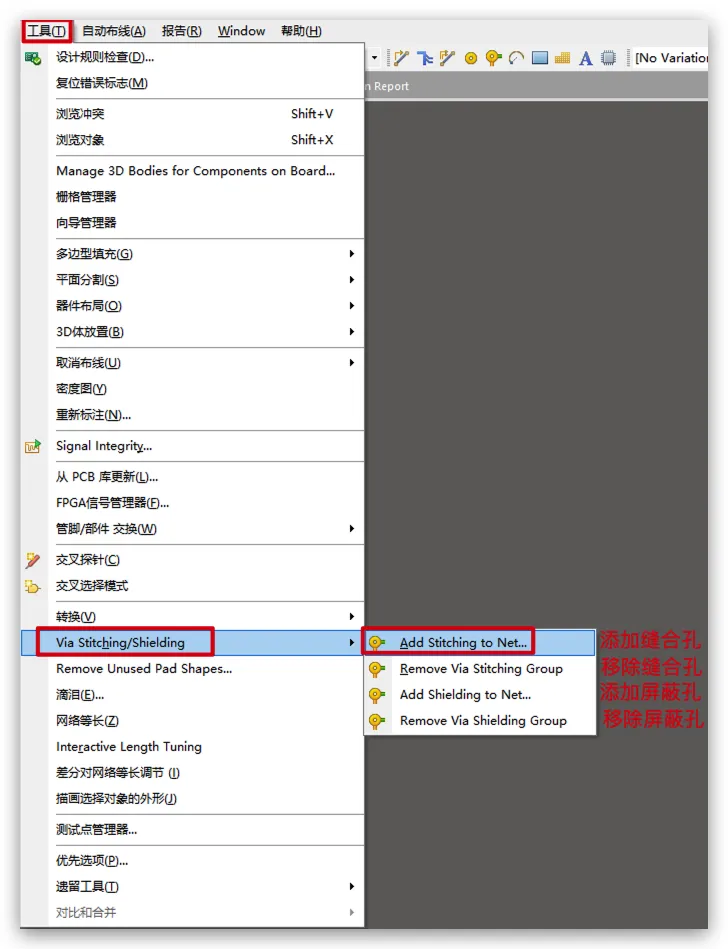 工具(T) 自动布线(A) 报告(R) Window 帮助(H)
设计规则检查(D)...
[No Variation
复位错误标志(M)
n Report
浏览冲突 Shift+V
浏览对象 Shift+X
Manage 3D Bodies for Components on Board...
栅格管理器
向导管理器
多边型填充(G)
平面分割(S)
器件布局(O)
3D体放置(B)
取消布线(U)
密度图(Y)
重新标注(N)...
Signal Integrity...
从 PCB 库更新(L)...
FPGA信号管理器(F)...
管脚/部件 交换(W)
交叉探针(C)
交叉选择模式
转换(V)
Via Stitching/Shielding
Add Stitching to Net... 添加缝合孔
Remove Unused Pad Shapes...
Remove Via Stitching Group 移除缝合孔
滴泪(E)...
Add Shielding to Net... 添加屏蔽孔
网络等长(Z)
Remove Via Shielding Group 移除屏蔽孔
Interactive Length Tuning
差分对网络等长调节 (I)
描画选择对象的外形(J)
测试点管理器...
优先选项(P)...
遗留工具(T)
对比和合并